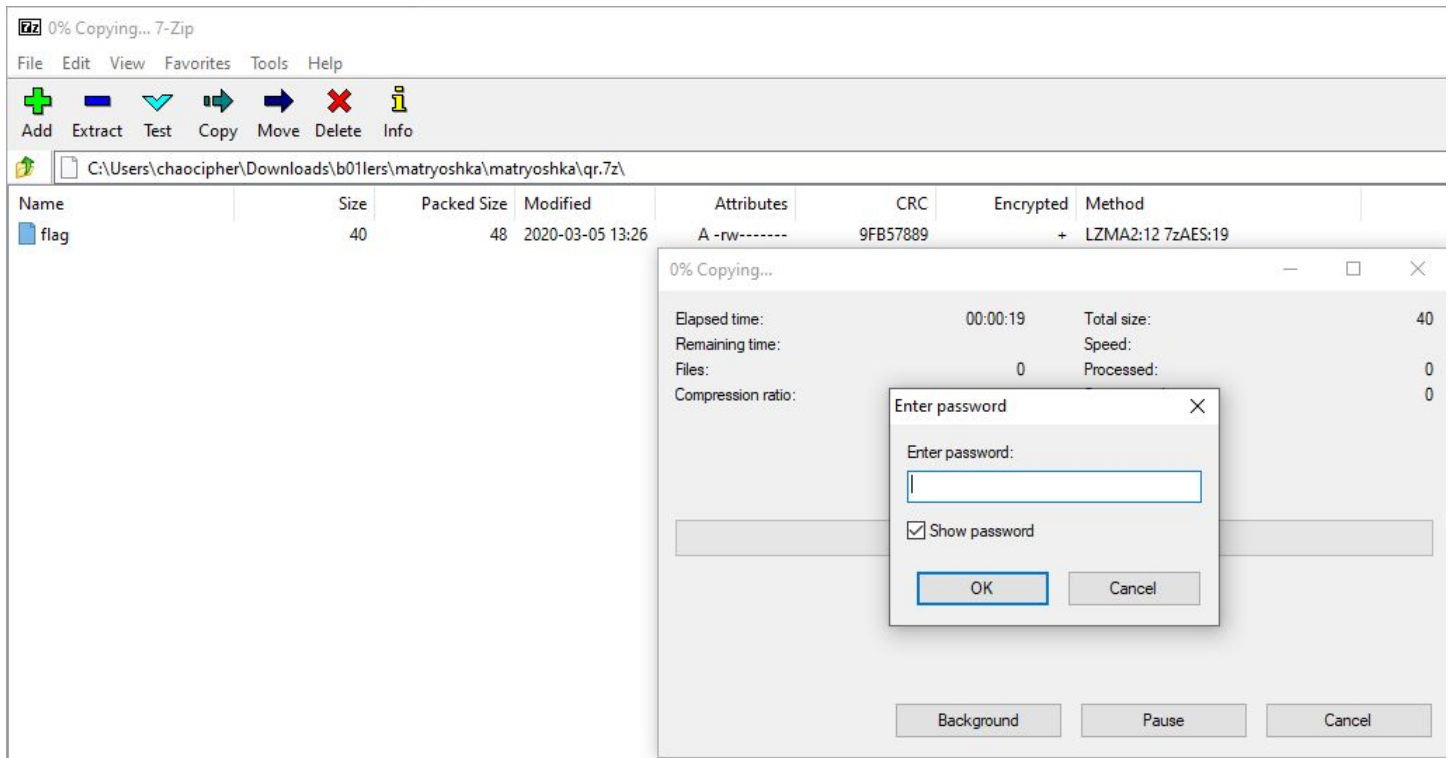 0% Copying... 7-Zip
File Edit View Favorites Tools Help
Add Extract Test Copy Move Delete Info
C:\Users\chaocipher\Downloads\b01lers\matryoshka\matryoshka\qr.7z\
Name Size Packed Size Modified Attributes CRC Encrypted Method
flag 40 48 2020-03-05 13:26 A -rw------- 9FB57889 + LZMA2:12 7zAES:19
0% Copying...
Elapsed time: 00:00:19 Total size: 40
Remaining time: Speed:
Files: 0 Processed: 0
Compression ratio: 0
Enter password
Enter password:
Show password
OK Cancel
Background Pause Cancel